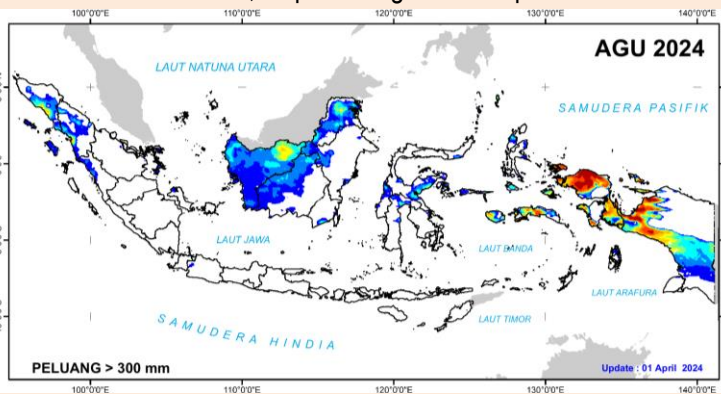 100°0'0"E 110°0'0"E 120°0'0"E 130°0'0"E 140°0'0"E
AGU 2024
LAUT NATUNA UTARA
SAMUDERA PASIFIK
LAUT JAWA
LAUT BANDA
LAUT ARAFURA
LAUT TIMOR
SAMUDERA HINDIA
PELUANG > 300 mm
Update : 01 April 2024
100°0'0"E 110°0'0"E 120°0'0"E 130°0'0"E 140°0'0"E